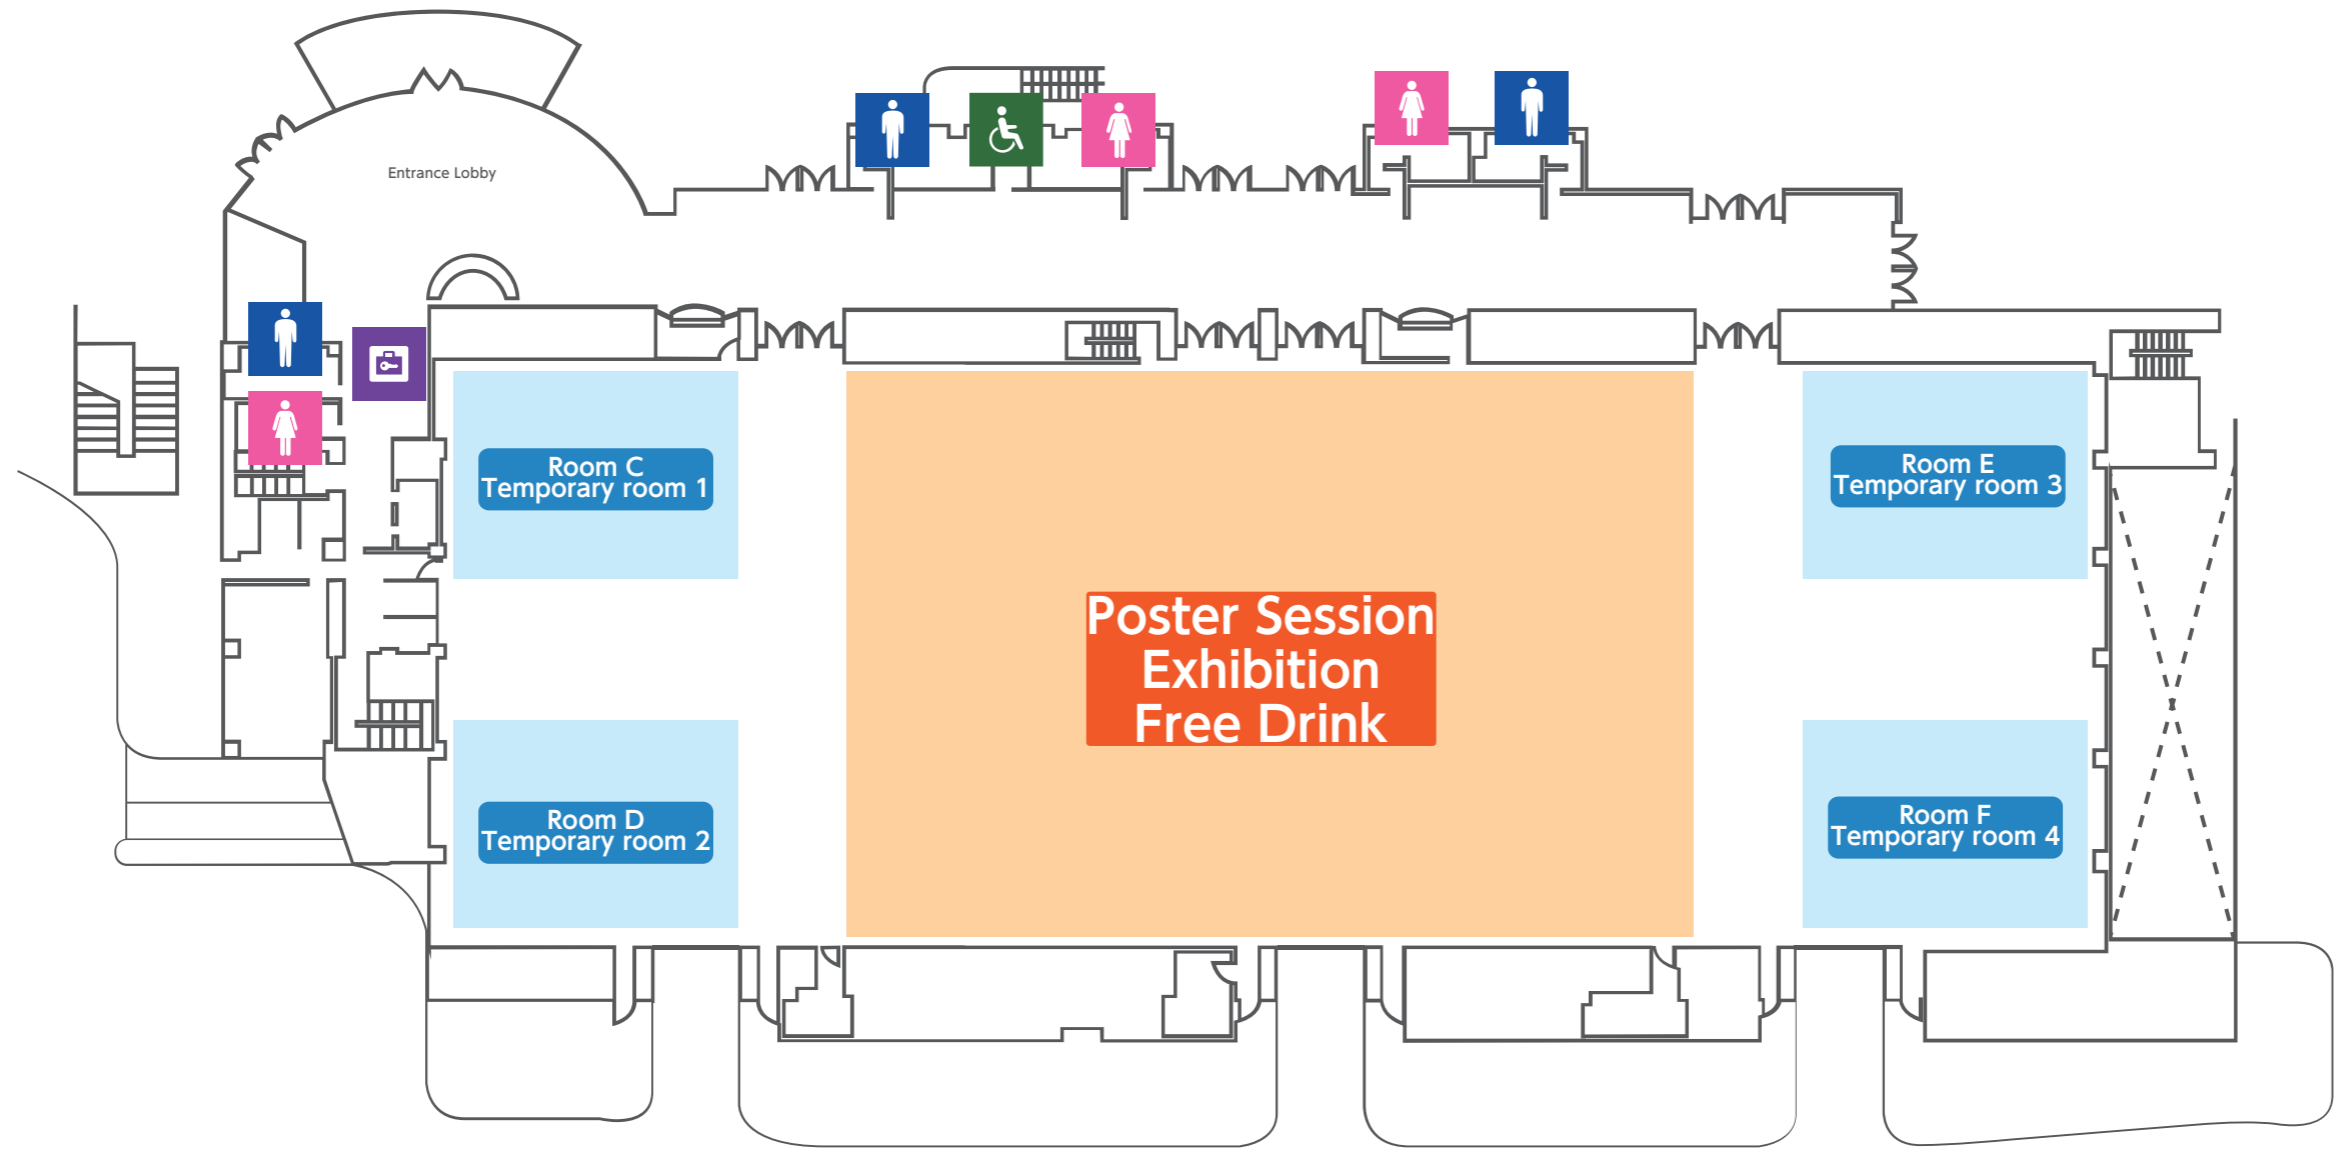 Entrance Lobby
Room C
Temporary room 1
Room E
Temporary room 3
Poster Session
Exhibition
Free Drink
Room D
Temporary room 2
Room F
Temporary room 4